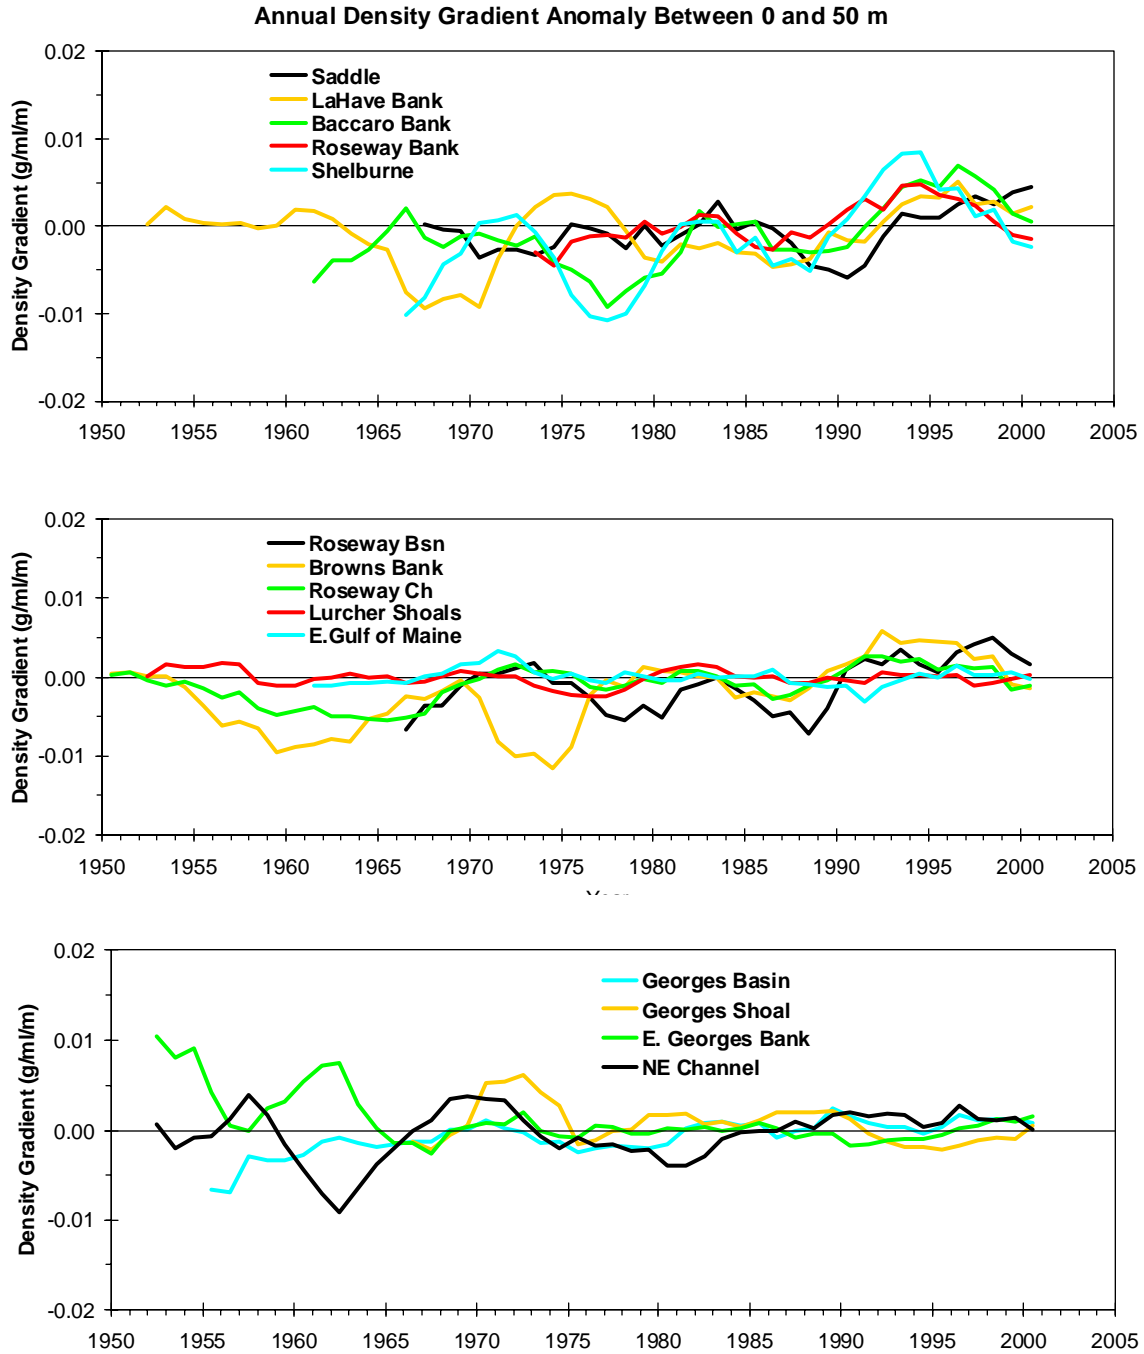 Annual Density Gradient Anomaly Between 0 and 50 m
0.02
0.01
0.00
-0.01
-0.02
Density Gradient (g/ml/m)
Saddle
LaHave Bank
Baccaro Bank
Roseway Bank
Shelburne
1950 1955 1960 1965 1970 1975 1980 1985 1990 1995 2000 2005
0.02
0.01
0.00
-0.01
-0.02
Density Gradient (g/ml/m)
Roseway Bsn
Browns Bank
Roseway Ch
Lurcher Shoals
E.Gulf of Maine
1950 1955 1960 1965 1970 1975 1980 1985 1990 1995 2000 2005
0.02
0.01
0.00
-0.01
-0.02
Density Gradient (g/ml/m)
Georges Basin
Georges Shoal
E. Georges Bank
NE Channel
1950 1955 1960 1965 1970 1975 1980 1985 1990 1995 2000 2005